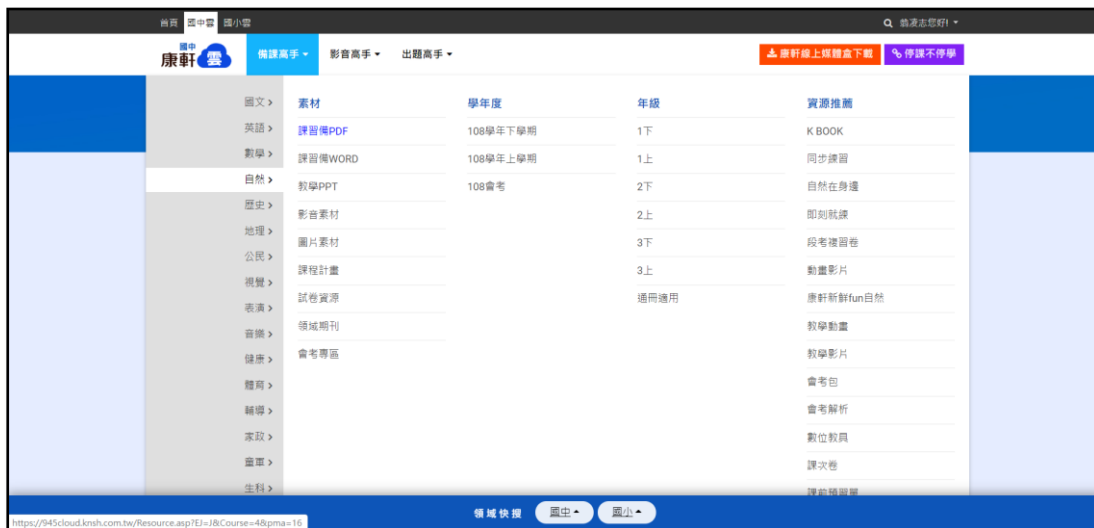 首頁 國中雲 國小雲
翁凌志您好!
國中
康軒 雲
備課高手 影音高手 出題高手
康軒線上媒體盒下載 停課不停學
國文
英語
數學
自然
歷史
地理
公民
視覺
表演
音樂
健康
體育
輔導
家政
童軍
生科
素材
課習備PDF
課習備WORD
教學PPT
影音素材
圖片素材
課程計畫
試卷資源
領域期刊
會考專區
學年度
108學年下學期
108學年上學期
108會考
年級
1下
1上
2下
2上
3下
3上
通冊適用
資源推薦
K BOOK
同步練習
自然在身邊
即刻就課
段考複習卷
動畫影片
康軒新鮮fun自然
教學動畫
教學影片
會考包
會考解析
數位教具
課次卷
課前預習單
領域快搜 國中 國小
https://945cloud.knsh.com.tw/Resource.asp?EJ=J&Course=4&pma=16